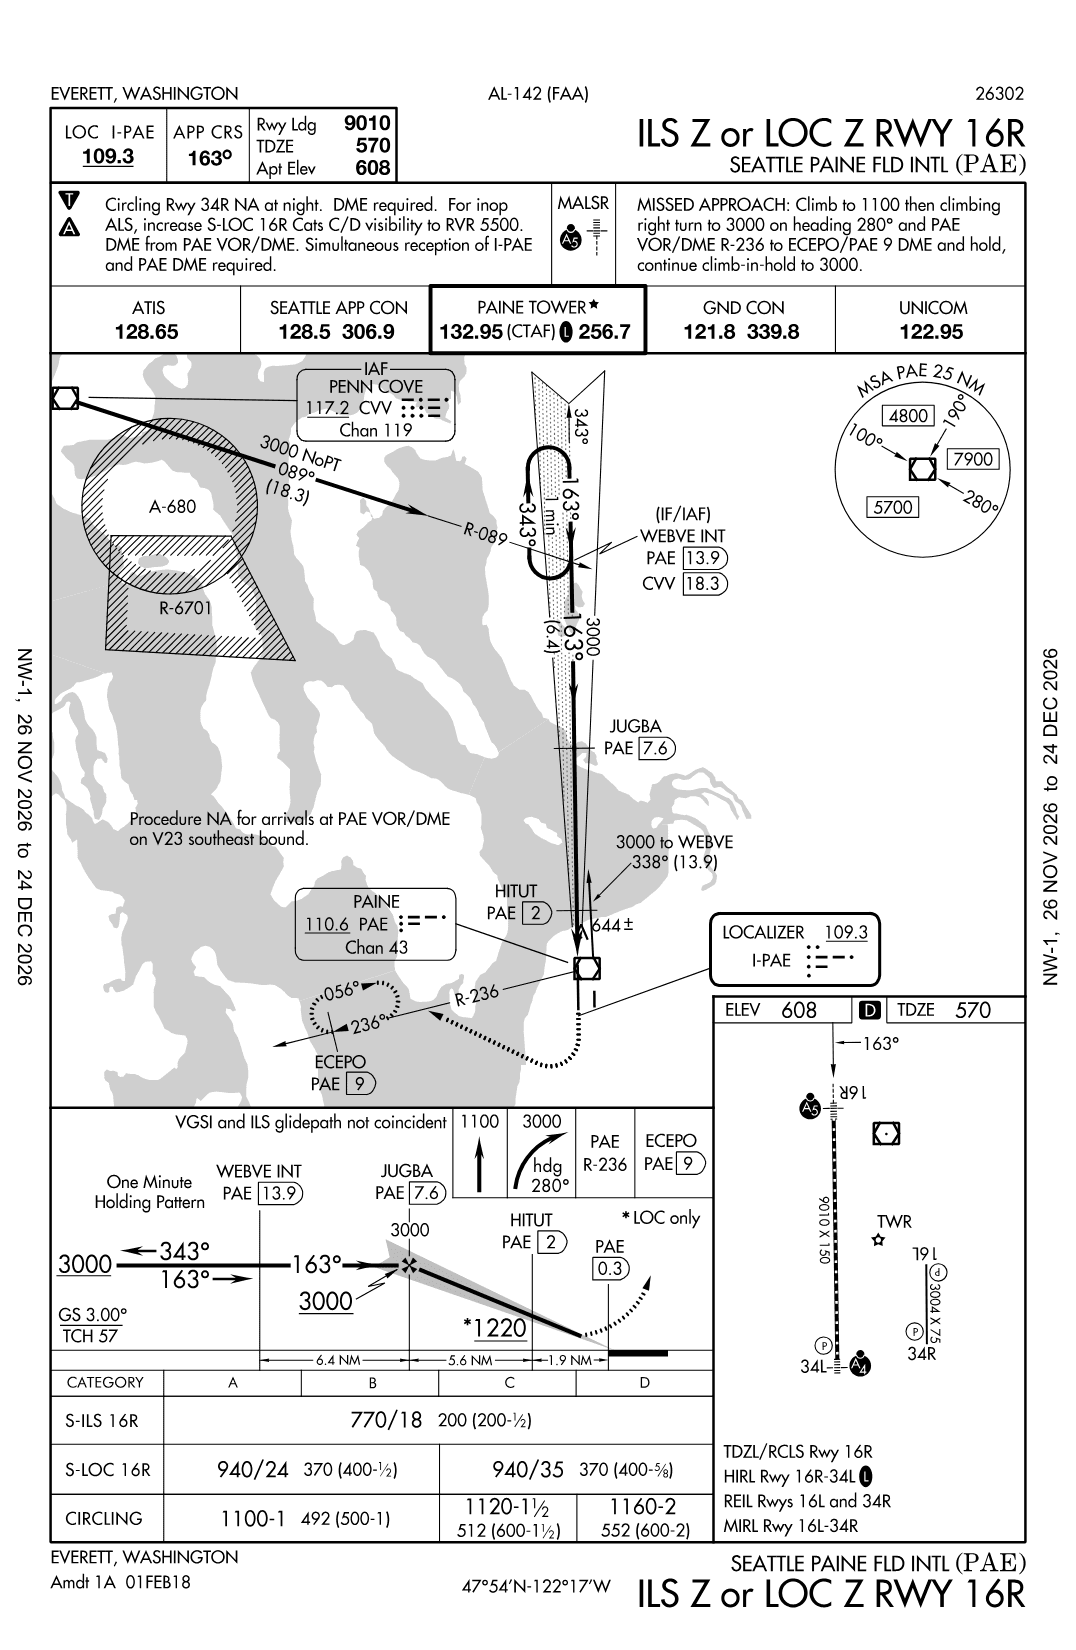 EVERETT, WASHINGTON
AL-142 (FAA)
26302
LOC I-PAE
109.3
APP CRS
163°
Rwy Ldg 9010
TDZE 570
Apt Elev 608
ILS Z or LOC Z RWY 16R
SEATTLE PAINE FLD INTL (PAE)
T
A
Circling Rwy 34R NA at night. DME required. For inop
ALS, increase S-LOC 16R Cats C/D visibility to RVR 5500.
DME from PAE VOR/DME. Simultaneous reception of I-PAE
and PAE DME required.
MALSR
A5
MISSED APPROACH: Climb to 1100 then climbing
right turn to 3000 on heading 280° and PAE
VOR/DME R-236 to ECEPO/PAE 9 DME and hold,
continue climb-in-hold to 3000.
ATIS
128.65
SEATTLE APP CON
128.5 306.9
PAINE TOWER★
132.95 (CTAF) L 256.7
GND CON
121.8 339.8
UNICOM
122.95
IAF
PENN COVE
117.2 CVV
Chan 119
3000 NoPT
089°
(18.3)
R-089
A-680
R-6701
343°
163°
1 min
343°
(IF/IAF)
WEBVE INT
PAE 13.9
CVV 18.3
3000
163°
(6.4)
MSA PAE 25 NM
4800
190°
100°
7900
5700
280°
JUGBA
PAE 7.6
Procedure NA for arrivals at PAE VOR/DME
on V23 southeast bound.
3000 to WEBVE
338° (13.9)
HITUT
PAE 2
644±
PAINE
110.6 PAE
Chan 43
LOCALIZER 109.3
I-PAE
R-236
056°
236°
ECEPO
PAE 9
NW-1, 26 NOV 2026 to 24 DEC 2026
NW-1, 26 NOV 2026 to 24 DEC 2026
ELEV 608
D
TDZE 570
163°
16R
A5
9010 X 150
TWR
16L
P
3004 X 75
P
34R
P
34L
A4
TDZL/RCLS Rwy 16R
HIRL Rwy 16R-34L L
REIL Rwys 16L and 34R
MIRL Rwy 16L-34R
VGSI and ILS glidepath not coincident
1100
3000
hdg
280°
PAE
R-236
ECEPO
PAE 9
One Minute
Holding Pattern
WEBVE INT
PAE 13.9
JUGBA
PAE 7.6
3000
HITUT
PAE 2
*LOC only
PAE
0.3
3000
343°
163°
163°
3000
*1220
GS 3.00°
TCH 57
6.4 NM
5.6 NM
1.9 NM
CATEGORY A B C D
S-ILS 16R 770/18 200 (200-½)
S-LOC 16R 940/24 370 (400-½) 940/35 370 (400-⅝)
CIRCLING 1100-1 492 (500-1) 1120-1½ 512 (600-1½) 1160-2 552 (600-2)
EVERETT, WASHINGTON
Amdt 1A 01FEB18
47°54'N-122°17'W
SEATTLE PAINE FLD INTL (PAE)
ILS Z or LOC Z RWY 16R